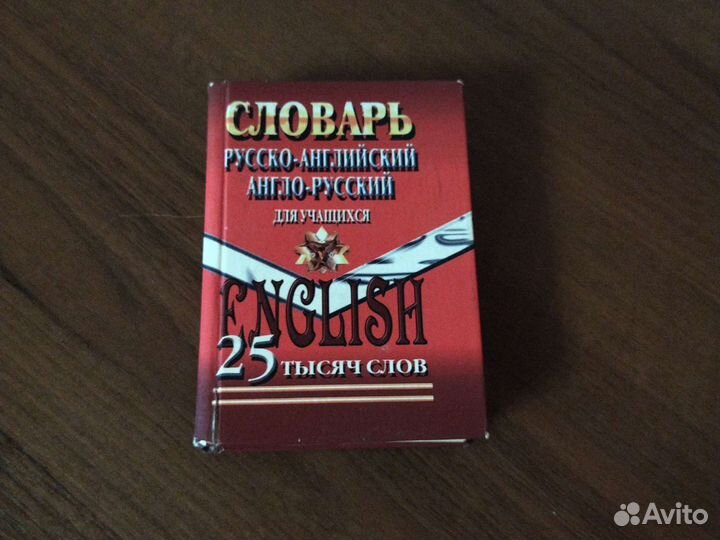 СЛОВАРЬ
РУССКО-АНГЛИЙСКИЙ
АНГЛО-РУССКИЙ
ДЛЯ УЧАЩИХСЯ
ENGLISH
25 ТЫСЯЧ СЛОВ
Avito